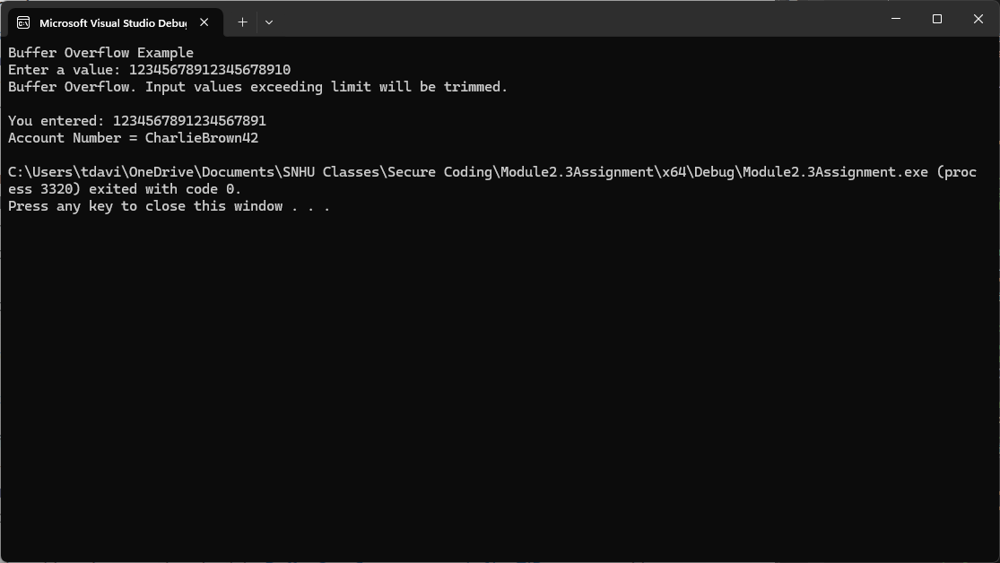 Microsoft Visual Studio Debug
Buffer Overflow Example
Enter a value: 12345678912345678910
Buffer Overflow. Input values exceeding limit will be trimmed.
You entered: 1234567891234567891
Account Number = CharlieBrown42
C:\Users\tdavi\OneDrive\Documents\SNHU Classes\Secure Coding\Module2.3Assignment\x64\Debug\Module2.3Assignment.exe (proc
ess 3320) exited with code 0.
Press any key to close this window . . .